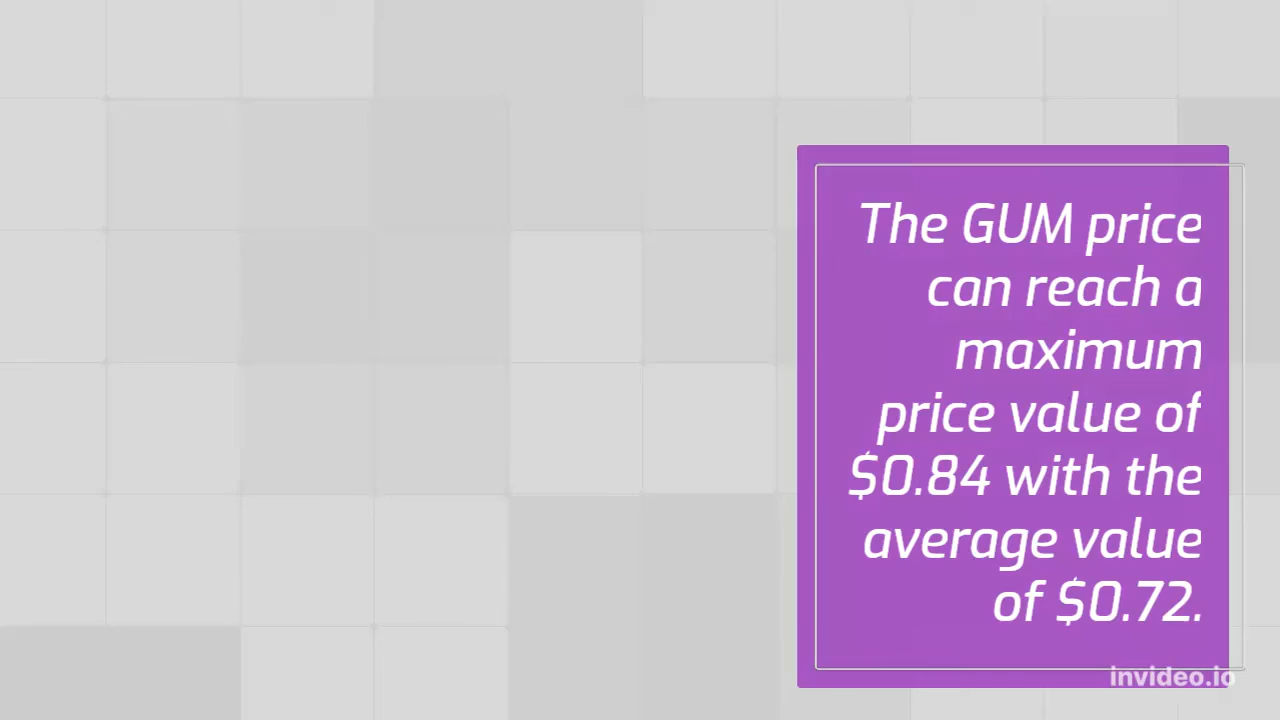 The GUM price
can reach a
maximum
price value of
$0.84 with the
average value
of $0.72.
invideo.io